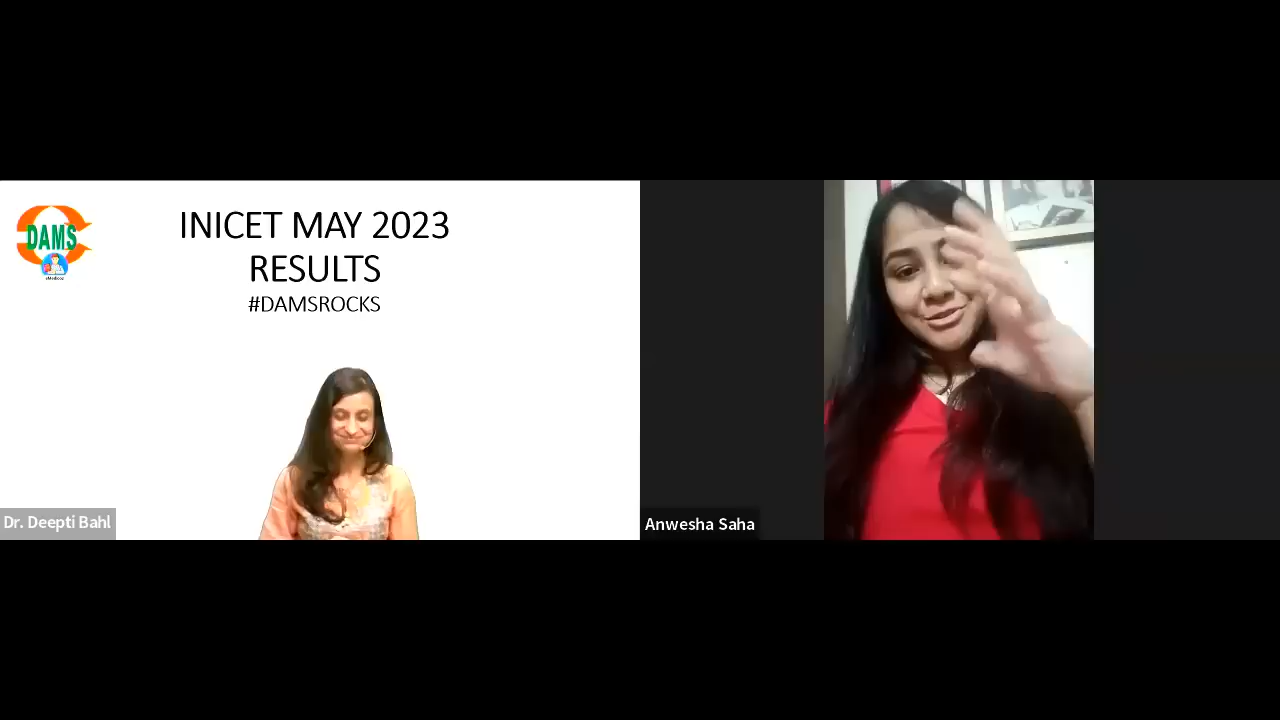 INICET MAY 2023
RESULTS
#DAMSROCKS
DAMS
Dr. Deepti Bahl
Anwesha Saha